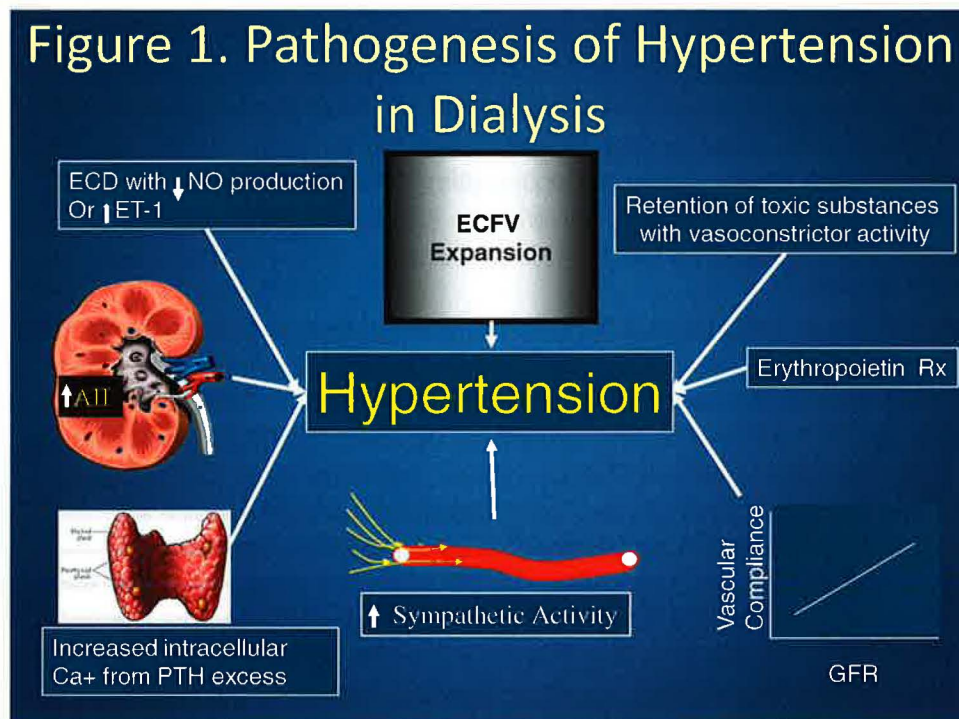 Figure 1. Pathogenesis of Hypertension
in Dialysis
ECD with ↓ NO production
Or ↑ ET-1
ECFV
Expansion
Retention of toxic substances
with vasoconstrictor activity
↑ AII
Hypertension
Erythropoietin Rx
↑ Sympathetic Activity
Increased intracellular
Ca+ from PTH excess
Vascular
Compliance
GFR